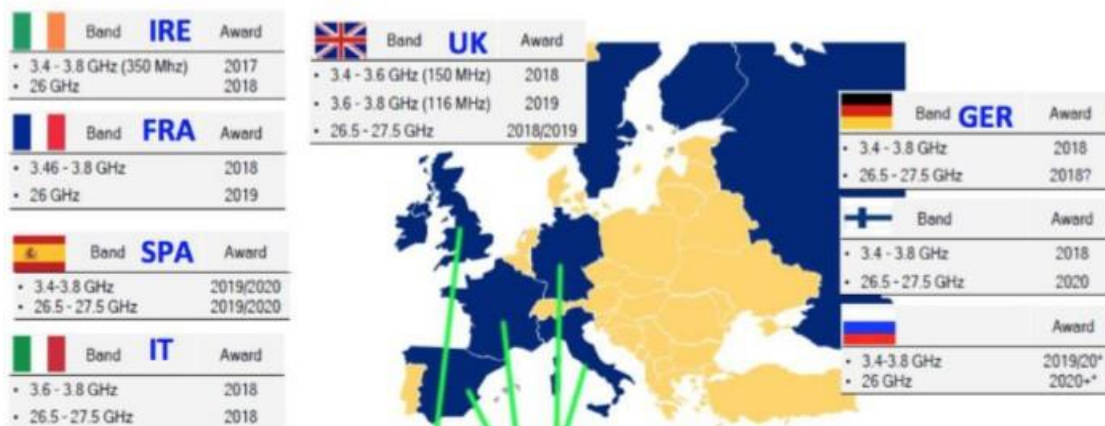 Band IRE Award
• 3.4 - 3.8 GHz (350 Mhz) 2017
• 26 GHz 2018
Band FRA Award
• 3.46 - 3.8 GHz 2018
• 26 GHz 2019
Band SPA Award
• 3.4-3.8 GHz 2019/2020
• 26.5 - 27.5 GHz 2019/2020
Band IT Award
• 3.6 - 3.8 GHz 2018
• 26.5 - 27.5 GHz 2018
Band UK Award
• 3.4 - 3.6 GHz (150 MHz) 2018
• 3.6 - 3.8 GHz (116 MHz) 2019
• 26.5 - 27.5 GHz 2018/2019
Band GER Award
• 3.4 - 3.8 GHz 2018
• 26.5 - 27.5 GHz 2018?
Band Award
• 3.4 - 3.8 GHz 2018
• 26.5 - 27.5 GHz 2020
Award
• 3.4-3.8 GHz 2019/20*
• 26 GHz 2020+*